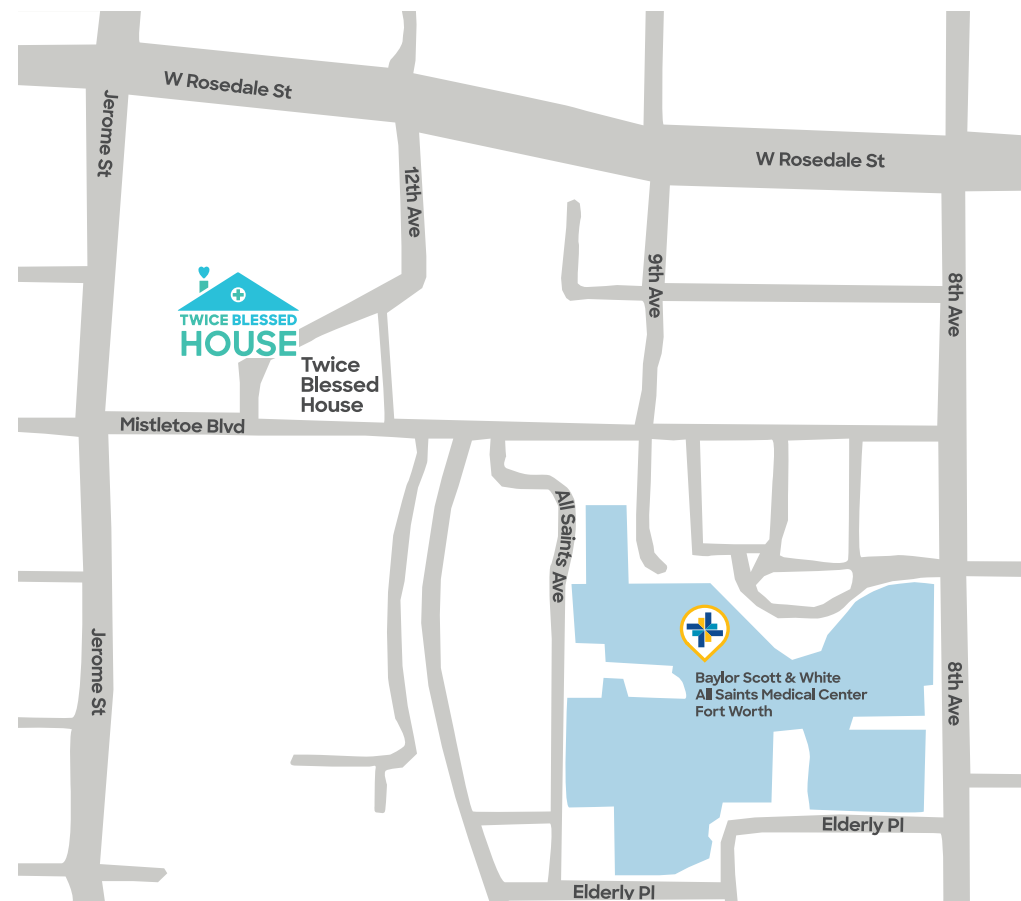 W Rosedale St
Jerome St
W Rosedale St
12th Ave
9th Ave
8th Ave
TWICE BLESSED
HOUSE
Twice
Blessed
House
Mistletoe Blvd
All Saints Ave
Jerome St
Baylor Scott & White
All Saints Medical Center
Fort Worth
8th Ave
Elderly Pl
Elderly Pl